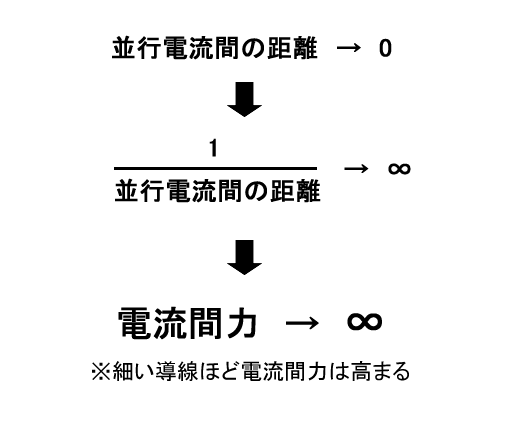 並行電流間の距離 → 0
1
並行電流間の距離 → ∞
電流間力 → ∞
※細い導線ほど電流間力は高まる